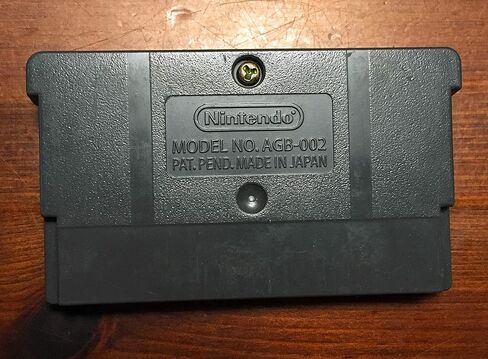 Nintendo®
MODEL NO. AGB-002
PAT. PEND. MADE IN JAPAN